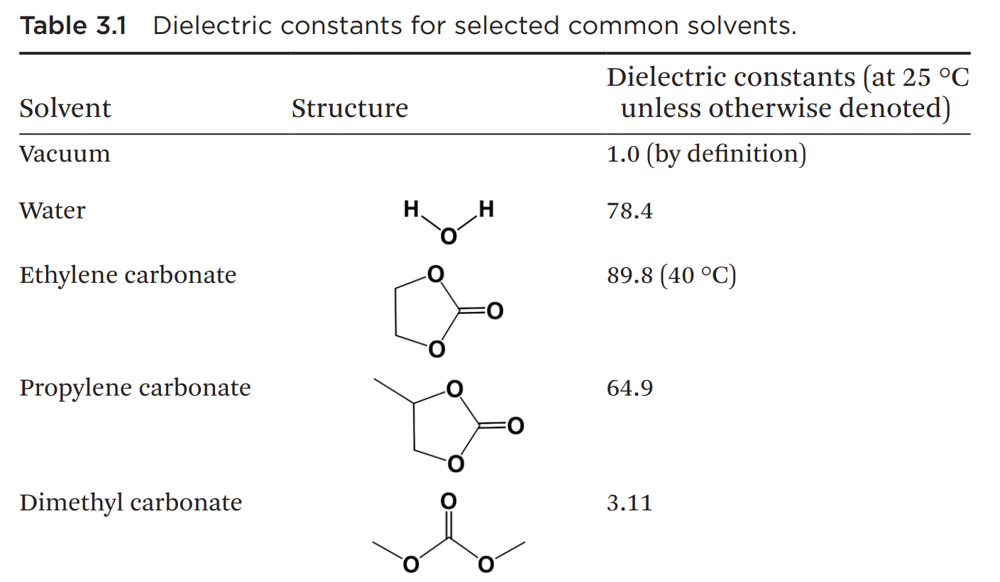 Table 3.1 Dielectric constants for selected common solvents.
Solvent Structure Dielectric constants (at 25 °C unless otherwise denoted)
Vacuum 1.0 (by definition)
Water H H O 78.4
Ethylene carbonate O O O 89.8 (40 °C)
Propylene carbonate O O O 64.9
Dimethyl carbonate O O O 3.11